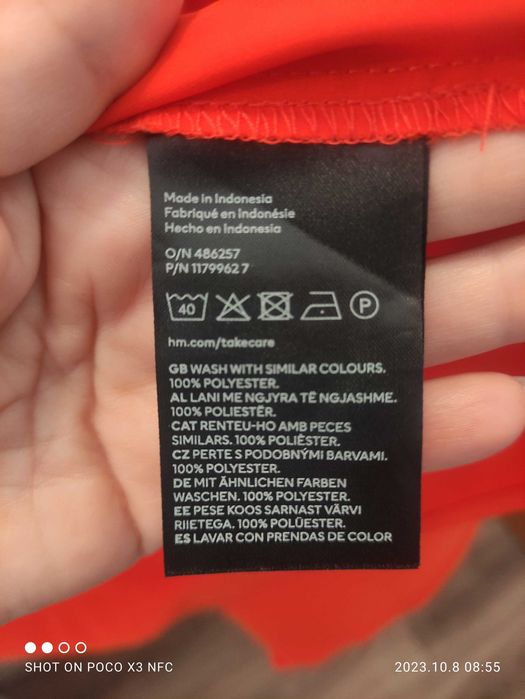 Made in Indonesia
Fabriqué en Indonésie
Hecho en Indonesia
O/N 486257
P/N 1179962 7
40
P
hm.com/takecare
GB WASH WITH SIMILAR COLOURS.
100% POLYESTER.
AL LANI ME NGJYRA TË NGJASHME.
100% POLIESTËR.
CAT RENTEU-HO AMB PECES
SIMILARS. 100% POLIÈSTER.
CZ PERTE S PODOBNÝMI BARVAMI.
100% POLYESTER.
DE MIT ÄHNLICHEN FARBEN
WASCHEN. 100% POLYESTER.
EE PESE KOOS SARNAST VÄRVI
RIIETEGA. 100% POLÜESTER.
ES LAVAR CON PRENDAS DE COLOR
SHOT ON POCO X3 NFC
2023.10.8 08:55